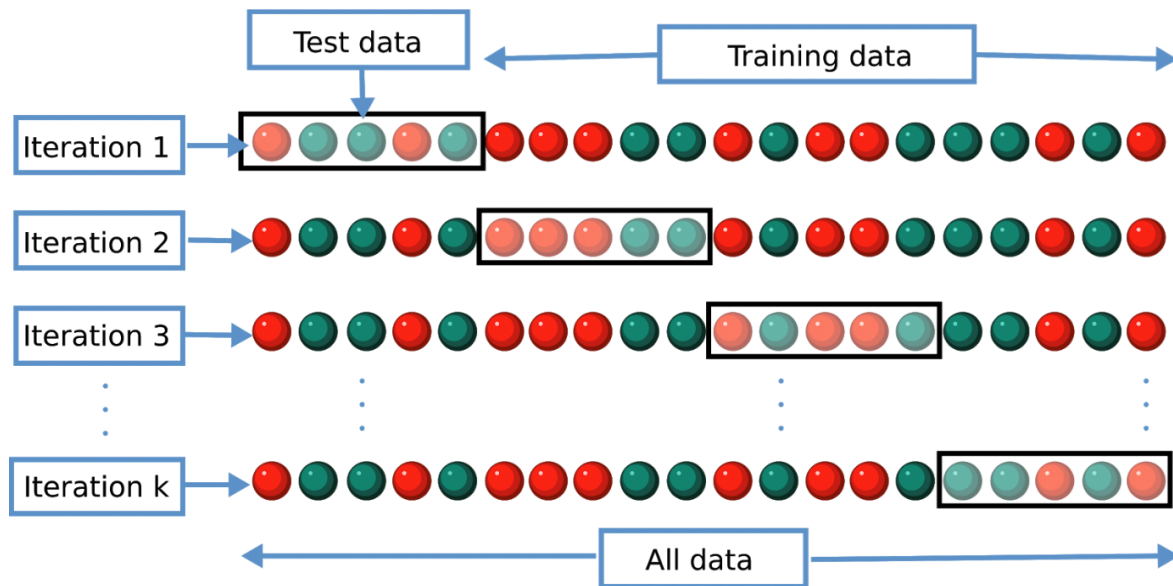 Test data
Training data
Iteration 1
Iteration 2
Iteration 3
Iteration k
All data